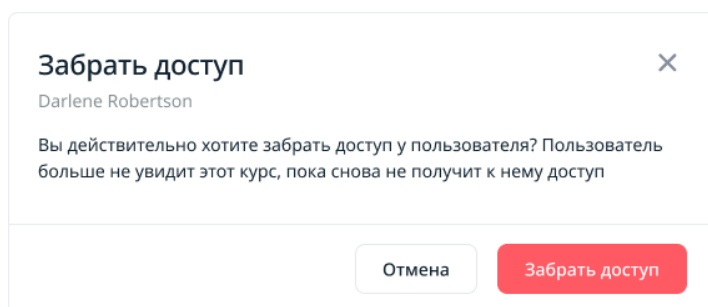 Забрать доступ
Darlene Robertson
Вы действительно хотите забрать доступ у пользователя? Пользователь
больше не увидит этот курс, пока снова не получит к нему доступ
Отмена
Забрать доступ